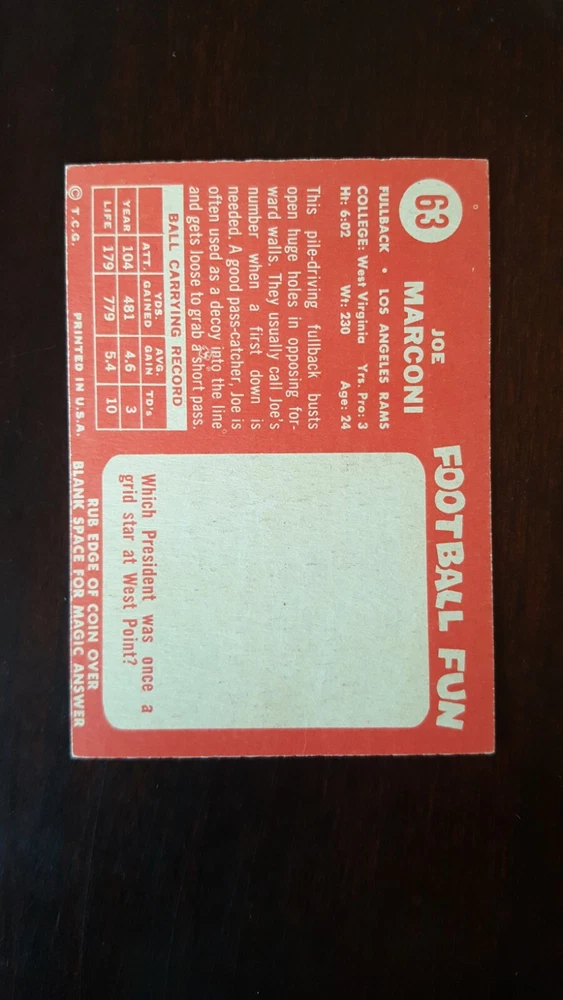 63
JOE
MARCONI
FULLBACK • LOS ANGELES RAMS
COLLEGE: West Virginia Yrs. Pro: 3
Ht: 6:02 Wt: 230 Age: 24
This pile-driving fullback busts
open huge holes in opposing for-
ward walls. They usually call Joe's
number when a first down is
needed. A good pass-catcher, Joe is
often used as a decoy into the line
and gets loose to grab a short pass.
BALL CARRYING RECORD
ATT. YDS. GAINED AVG. GAIN TD's
YEAR 104 481 4.6 3
LIFE 179 779 5.4 10
© T.C.G. PRINTED IN U.S.A.
FOOTBALL FUN
Which President was once a
grid star at West Point?
RUB EDGE OF COIN OVER
BLANK SPACE FOR MAGIC ANSWER